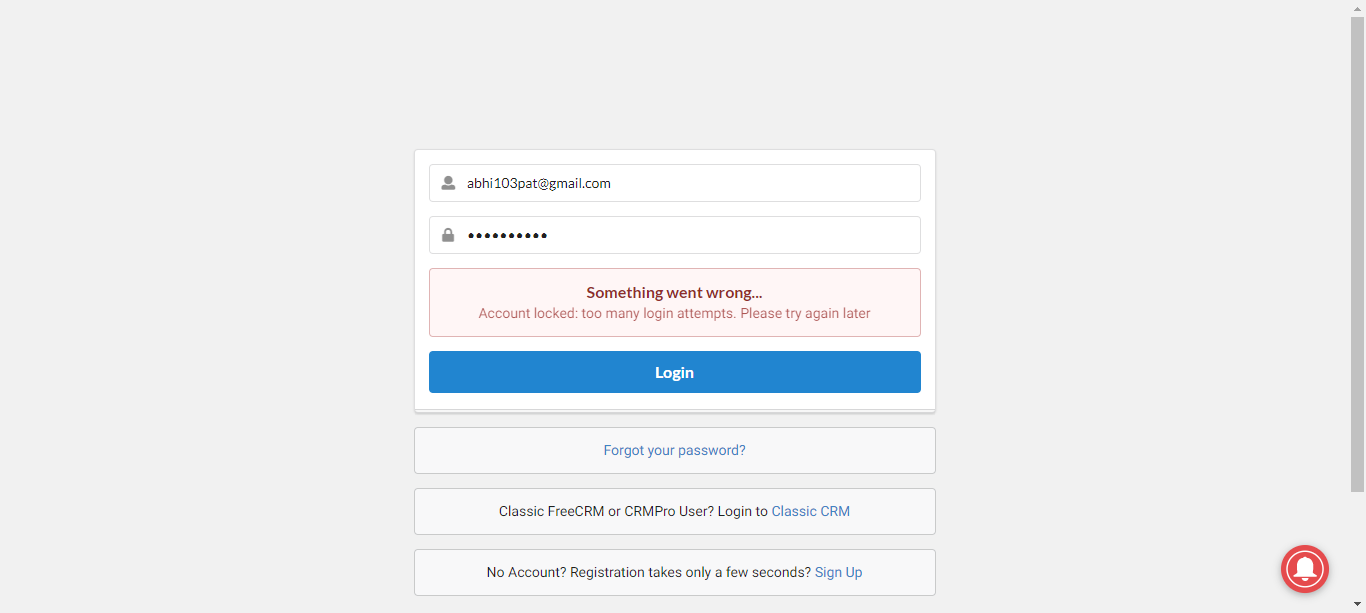 abhi103pat@gmail.com
••••••••••
Something went wrong...
Account locked: too many login attempts. Please try again later
Login
Forgot your password?
Classic FreeCRM or CRMPro User? Login to Classic CRM
No Account? Registration takes only a few seconds? Sign Up